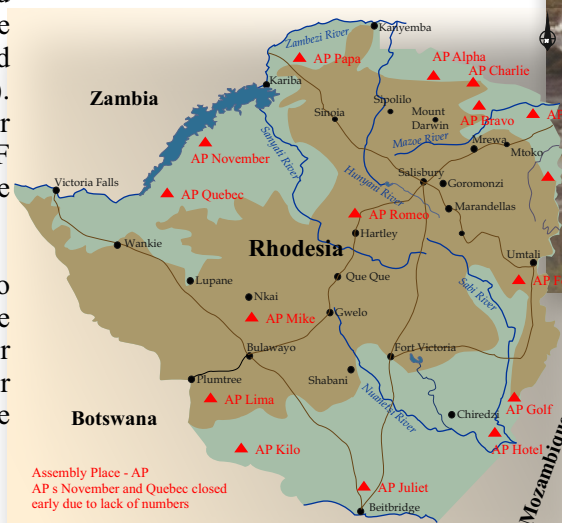 Kanyemba
Zambezi River
AP Papa
AP Alpha
AP Charlie
Kariba
Zambia
Sinoia
Sipolilo
Mount
Darwin
AP Bravo
Mazoe River
Mrewa
Mtoko
Sanyati River
AP November
Hunyani River
Salisbury
Goromonzi
Victoria Falls
AP Quebec
Marandellas
AP Romeo
Hartley
Rhodesia
Wankie
Umtali
Lupane
Que Que
Sabi River
AP F
Nkai
AP Mike
Gwelo
Bulawayo
Fort Victoria
Plumtree
Shabani
AP Lima
Nuanetsi River
AP Golf
Botswana
Chiredzi
AP Hotel
AP Kilo
Mozambique
Assembly Place - AP
AP s November and Quebec closed
early due to lack of numbers
AP Juliet
Beitbridge